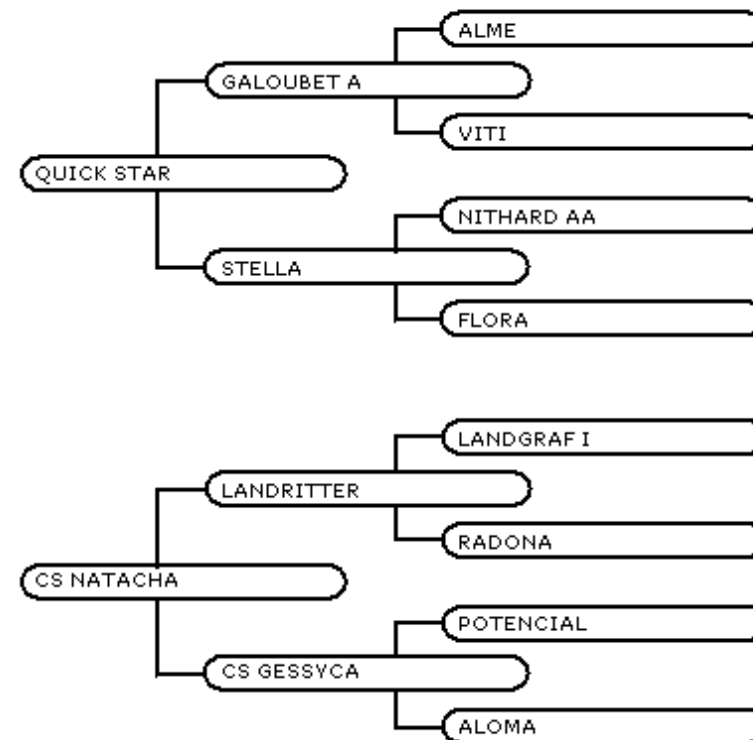 ALME
GALOUBET A
VITI
QUICK STAR
NITHARD AA
STELLA
FLORA
LANDGRAF I
LANDRITTER
RADONA
CS NATACHA
POTENCIAL
CS GESSYCA
ALOMA